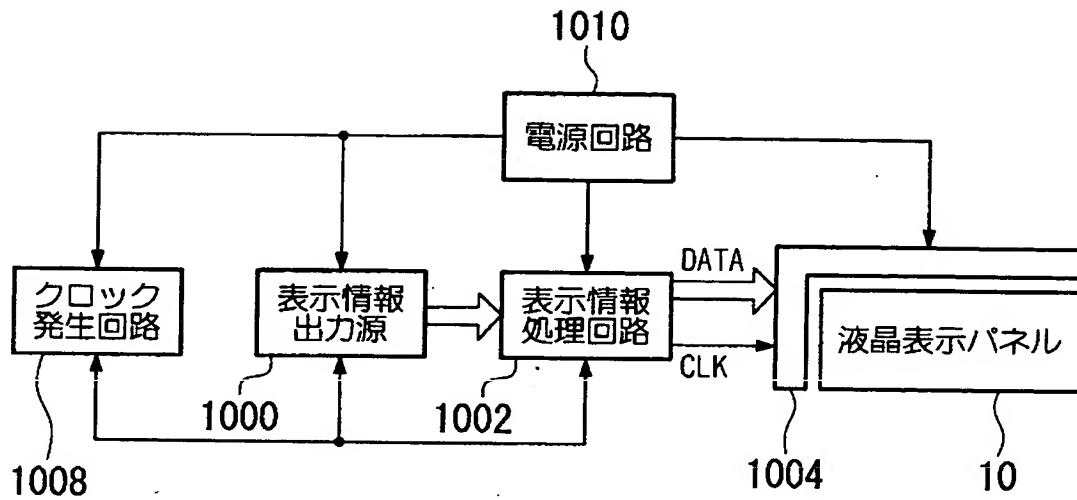 1010
電源回路
クロック
発生回路
表示情報
出力源
表示情報
処理回路
DATA
CLK
液晶表示パネル
1008
1000
1002
1004
10